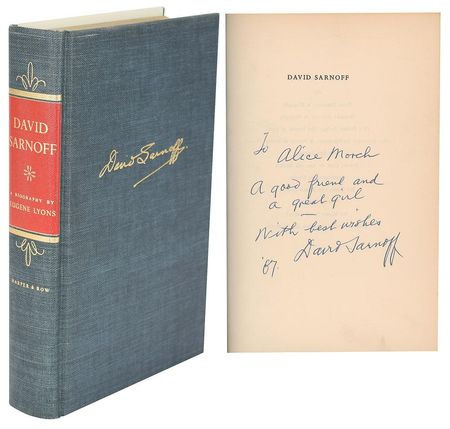 DAVID
SARNOFF
A BIOGRAPHY BY
EUGENE LYONS
HARPER & ROW
David Sarnoff.
DAVID SARNOFF
To Alice Morch
A good friend and
a great girl —
With best wishes
David Sarnoff
'67.